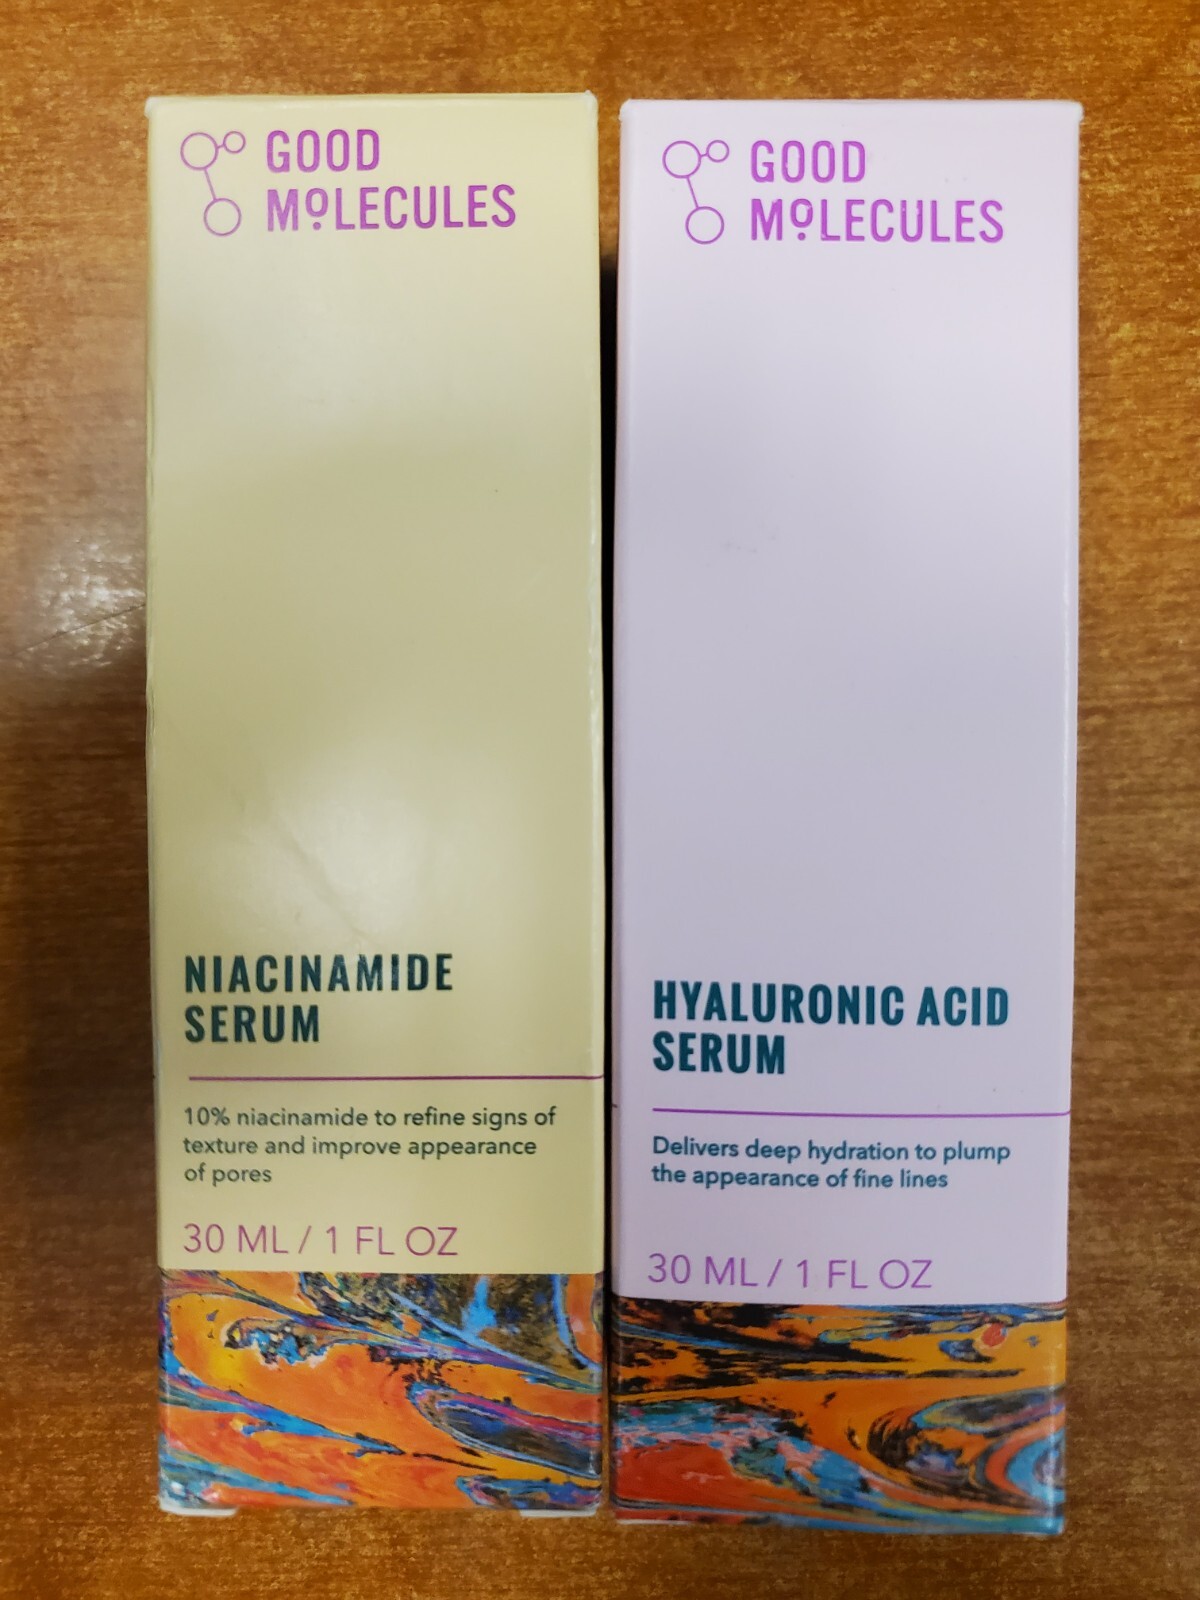 GOOD
MOLECULES
NIACINAMIDE
SERUM
10% niacinamide to refine signs of
texture and improve appearance
of pores
30 ML / 1 FL OZ
GOOD
MOLECULES
HYALURONIC ACID
SERUM
Delivers deep hydration to plump
the appearance of fine lines
30 ML / 1 FL OZ